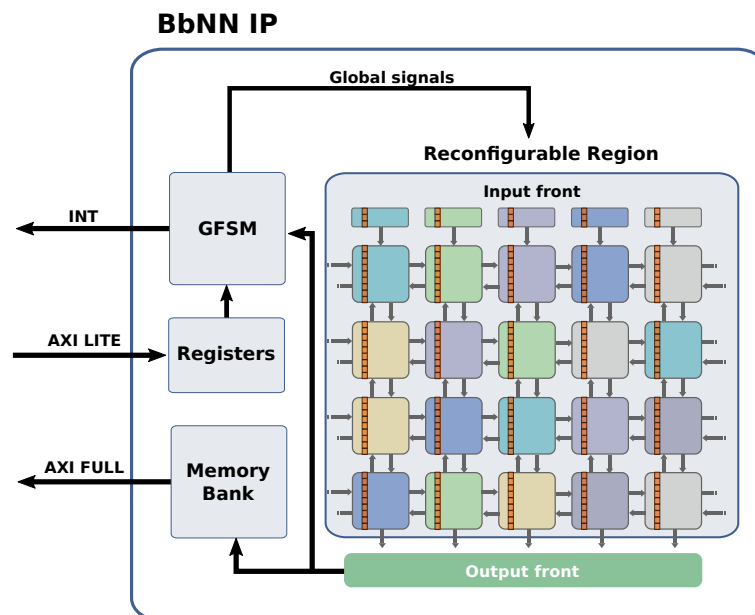 BbNN IP
Global signals
Reconfigurable Region
Input front
INT
GFSM
AXI LITE
Registers
AXI FULL
Memory
Bank
Output front